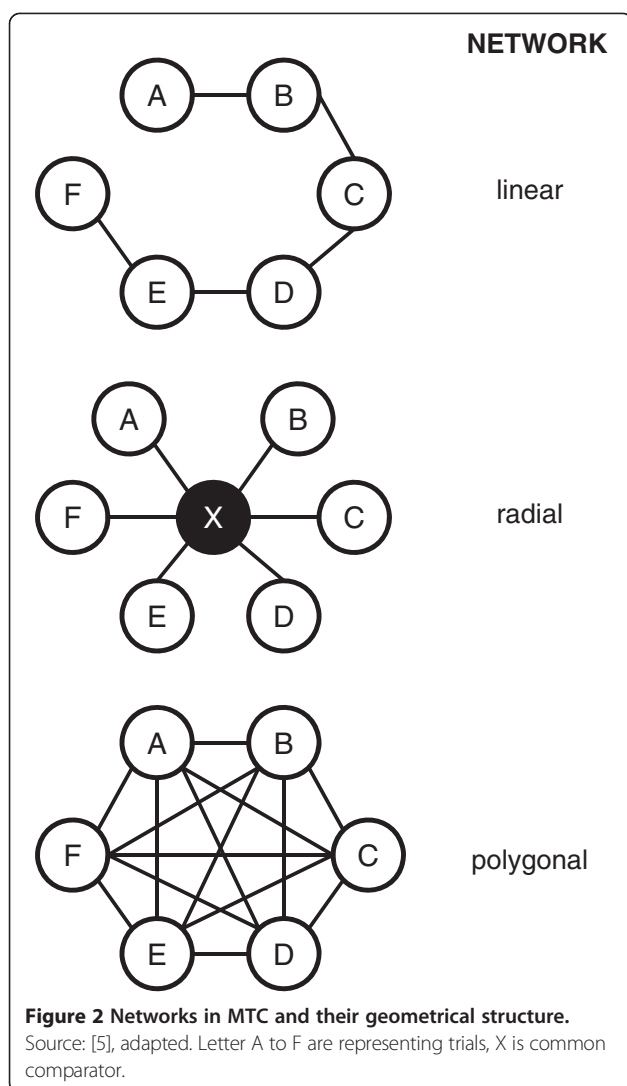 NETWORK
A B
F C
linear
E D
A B
F X C
radial
E D
A B
F C
polygonal
E D
Figure 2 Networks in MTC and their geometrical structure.
Source: [5], adapted. Letter A to F are representing trials, X is common
comparator.